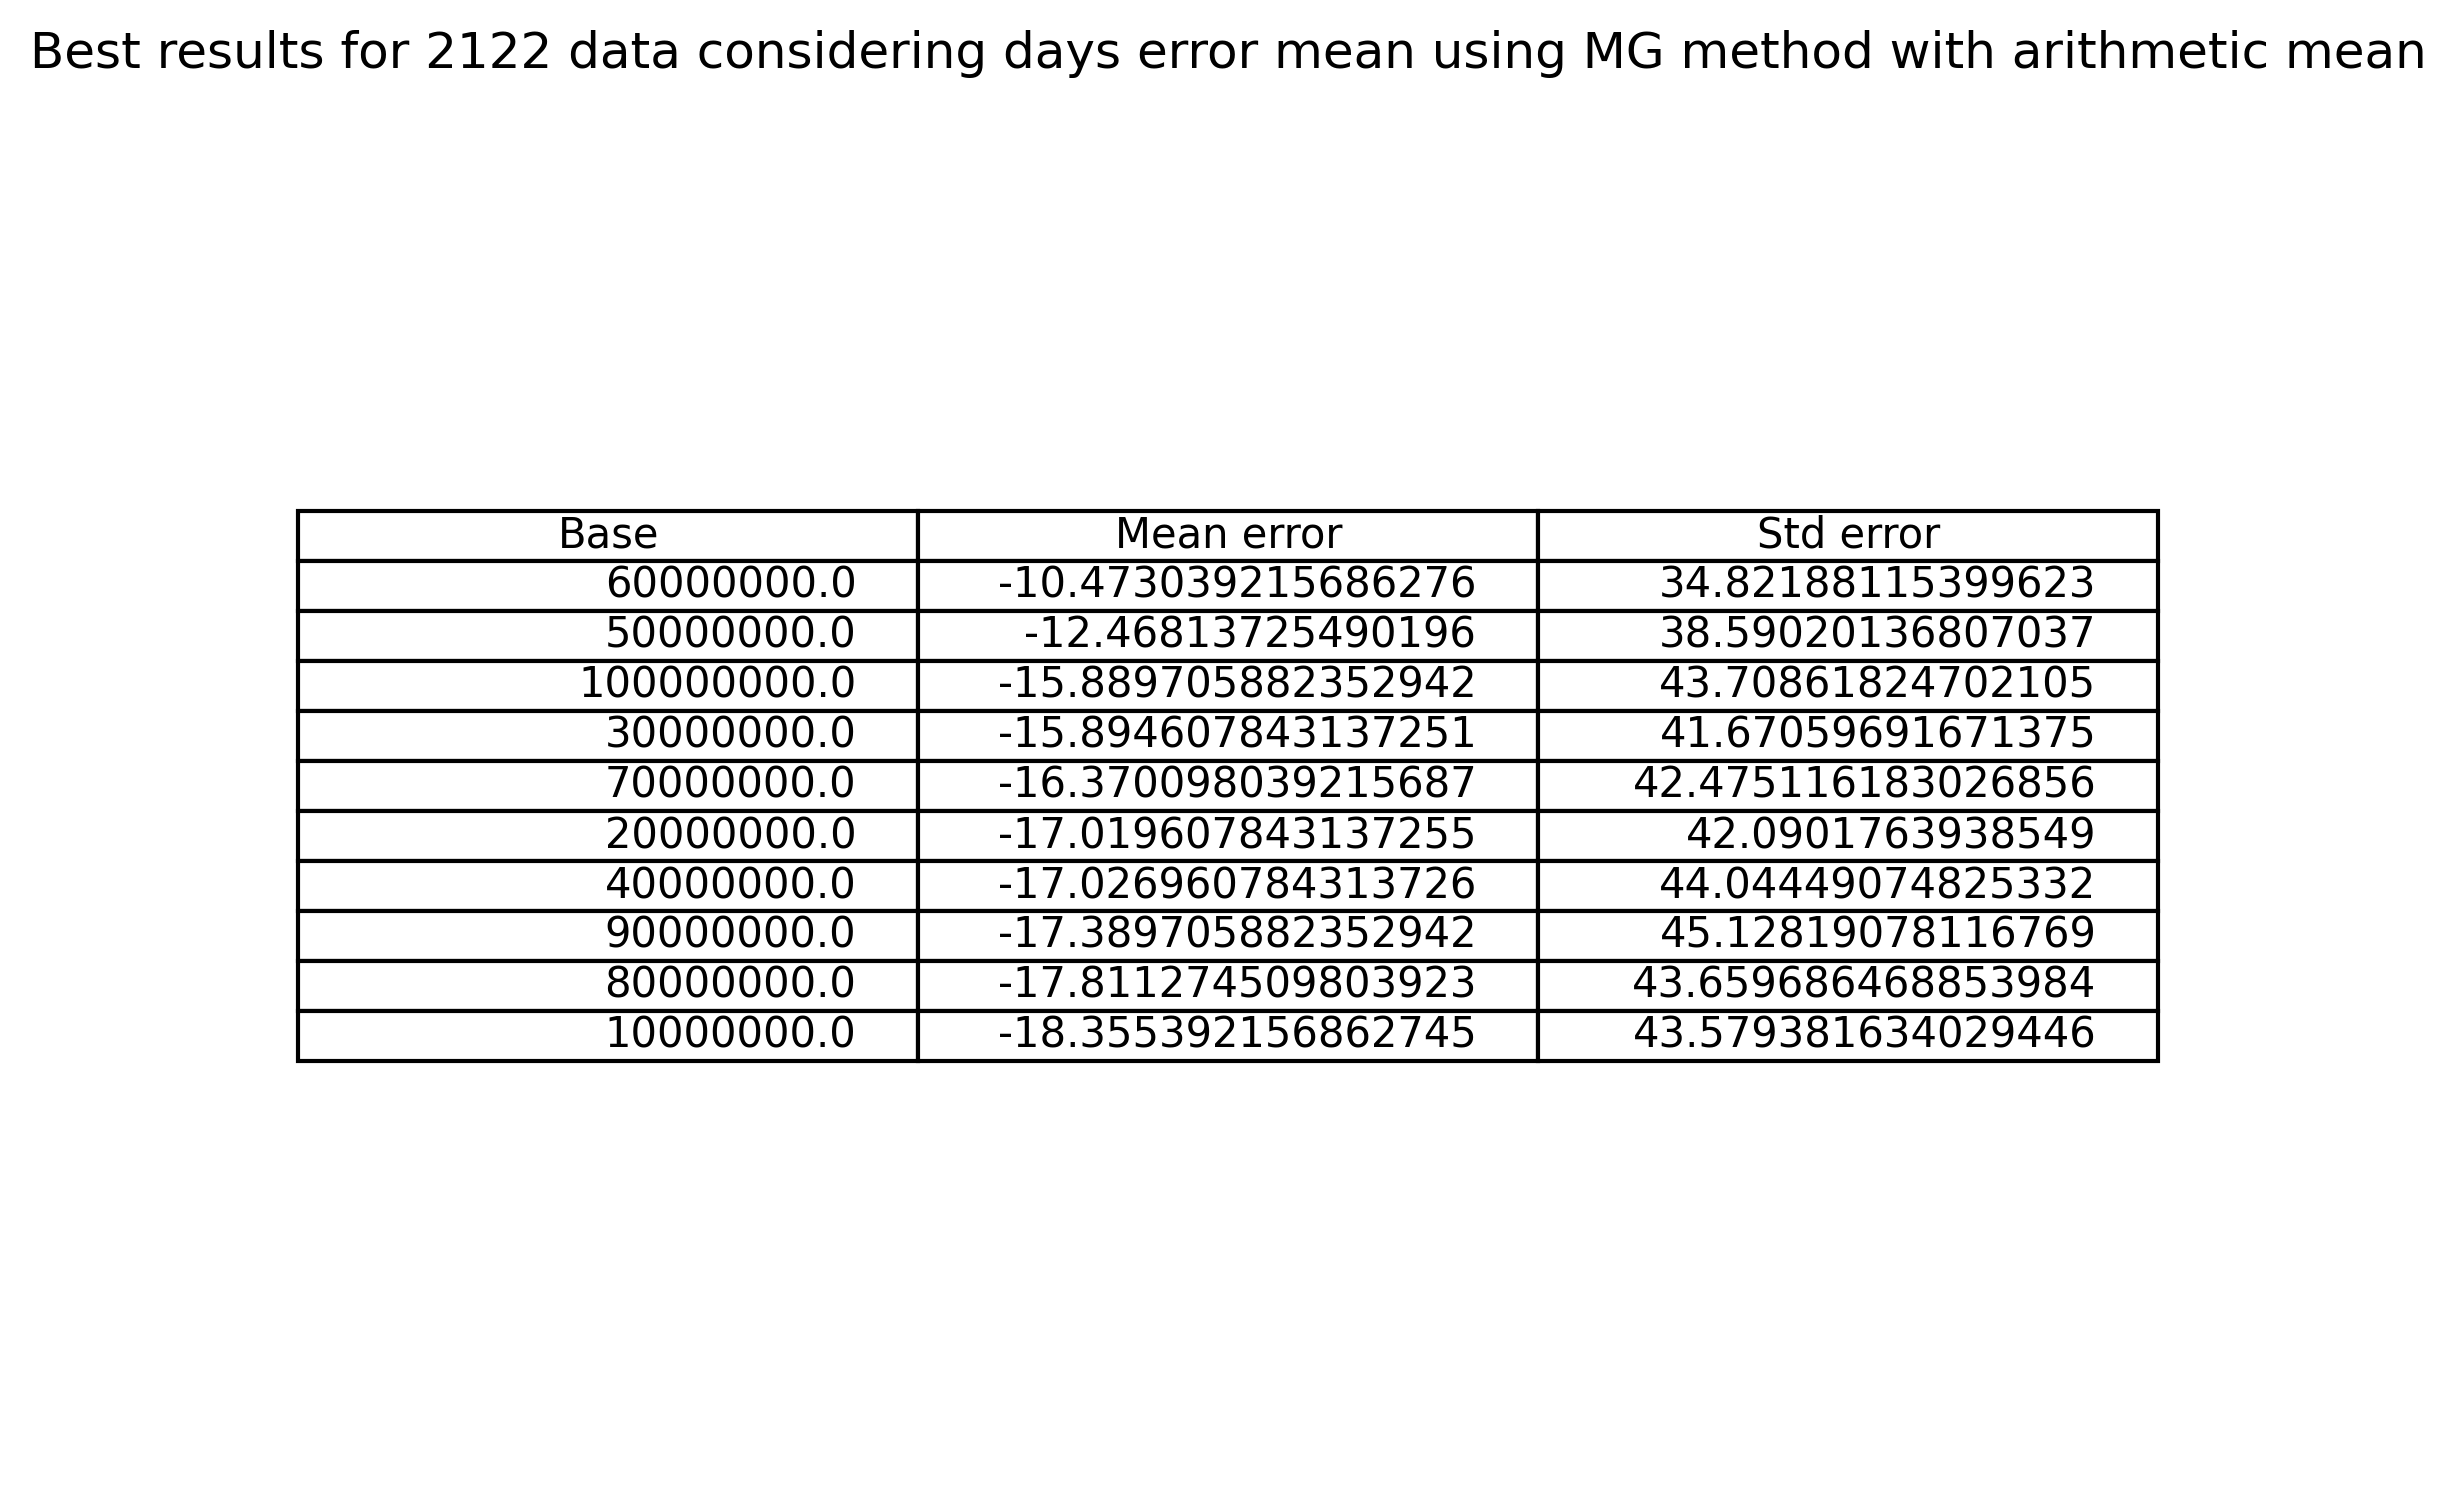 Best results for 2122 data considering days error mean using MG method with arithmetic mean
Base Mean error Std error
60000000.0 -10.473039215686276 34.82188115399623
50000000.0 -12.46813725490196 38.59020136807037
100000000.0 -15.889705882352942 43.70861824702105
30000000.0 -15.894607843137251 41.67059691671375
70000000.0 -16.370098039215687 42.475116183026856
20000000.0 -17.019607843137255 42.0901763938549
40000000.0 -17.026960784313726 44.04449074825332
90000000.0 -17.389705882352942 45.12819078116769
80000000.0 -17.811274509803923 43.659686468853984
10000000.0 -18.355392156862745 43.579381634029446